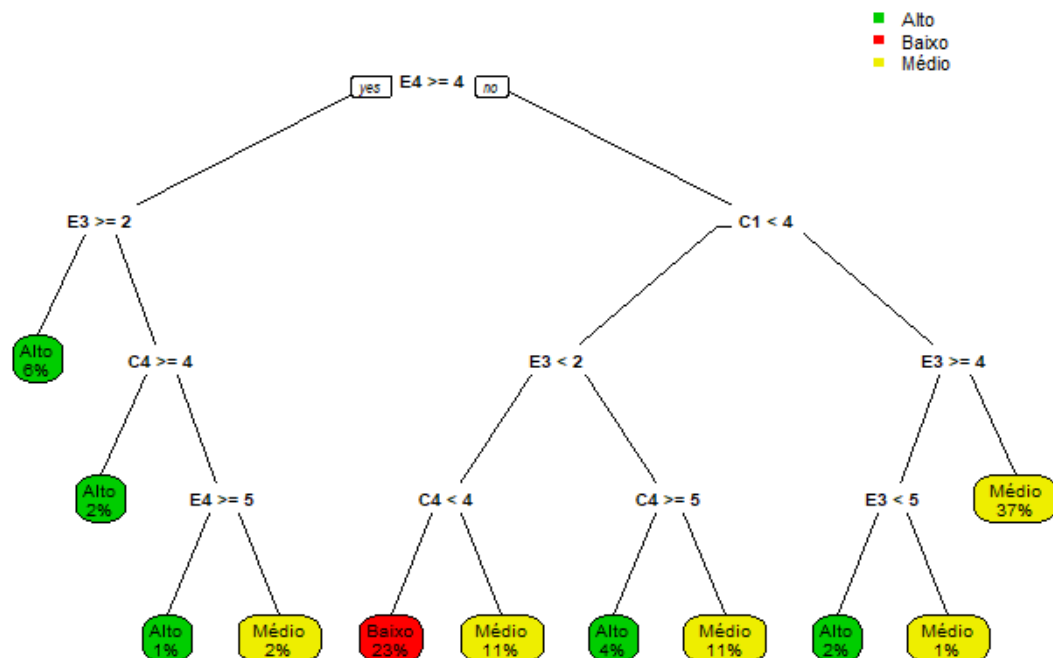 Alto
Baixo
Médio
yes E4 >= 4 no
E3 >= 2
C1 < 4
Alto
6%
C4 >= 4
E3 < 2
E3 >= 4
Alto
2%
E4 >= 5
C4 < 4
C4 >= 5
E3 < 5
Médio
37%
Alto
1%
Médio
2%
Baixo
23%
Médio
11%
Alto
4%
Médio
11%
Alto
2%
Médio
1%